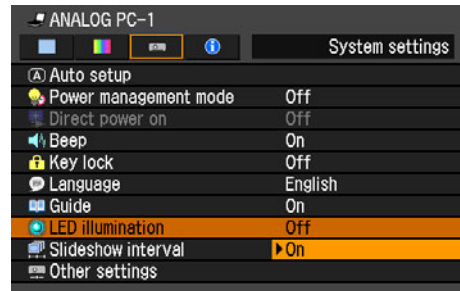 ANALOG PC-1
System settings
Auto setup
Power management mode Off
Direct power on Off
Beep On
Key lock Off
Language English
Guide On
LED illumination Off
Slideshow interval On
Other settings